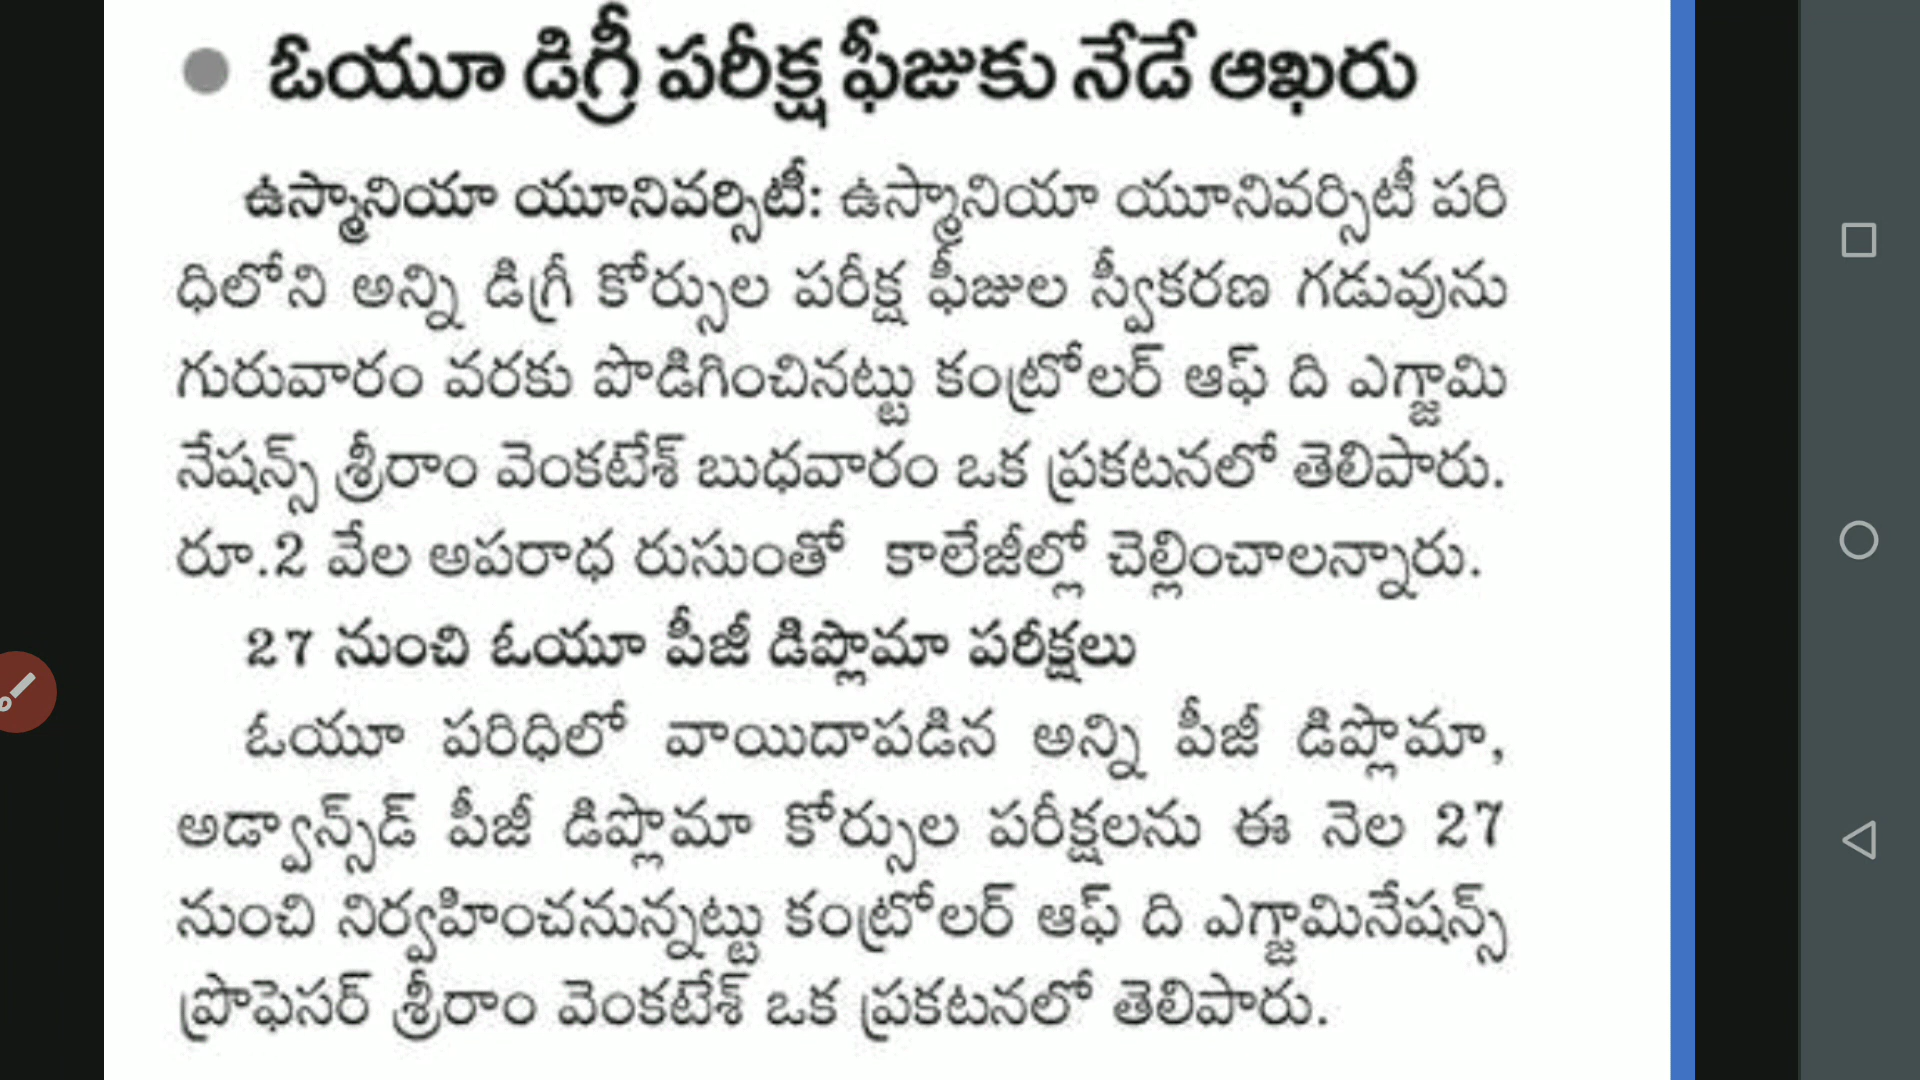 ఓయూ డిగ్రీ పరీక్ష ఫీజుకు నేడే ఆఖరు
ఉస్మానియా యూనివర్సిటీ: ఉస్మానియా యూనివర్సిటీ పరి
ధిలోని అన్ని డిగ్రీ కోర్సుల పరీక్ష ఫీజుల స్వీకరణ గడువును
గురువారం వరకు పొడిగించినట్టు కంట్రోలర్ ఆఫ్ ది ఎగ్జామి
నేషన్స్ శ్రీరాం వెంకటేశ్ బుధవారం ఒక ప్రకటనలో తెలిపారు.
రూ.2 వేల అపరాధ రుసుంతో కాలేజీల్లో చెల్లించాలన్నారు.
27 నుంచి ఓయూ పీజీ డిప్లొమా పరీక్షలు
ఓయూ పరిధిలో వాయిదాపడిన అన్ని పీజీ డిప్లొమా,
అడ్వాన్స్‌డ్ పీజీ డిప్లొమా కోర్సుల పరీక్షలను ఈ నెల 27
నుంచి నిర్వహించనున్నట్టు కంట్రోలర్ ఆఫ్ ది ఎగ్జామినేషన్స్
ప్రొఫెసర్ శ్రీరాం వెంకటేశ్ ఒక ప్రకటనలో తెలిపారు.